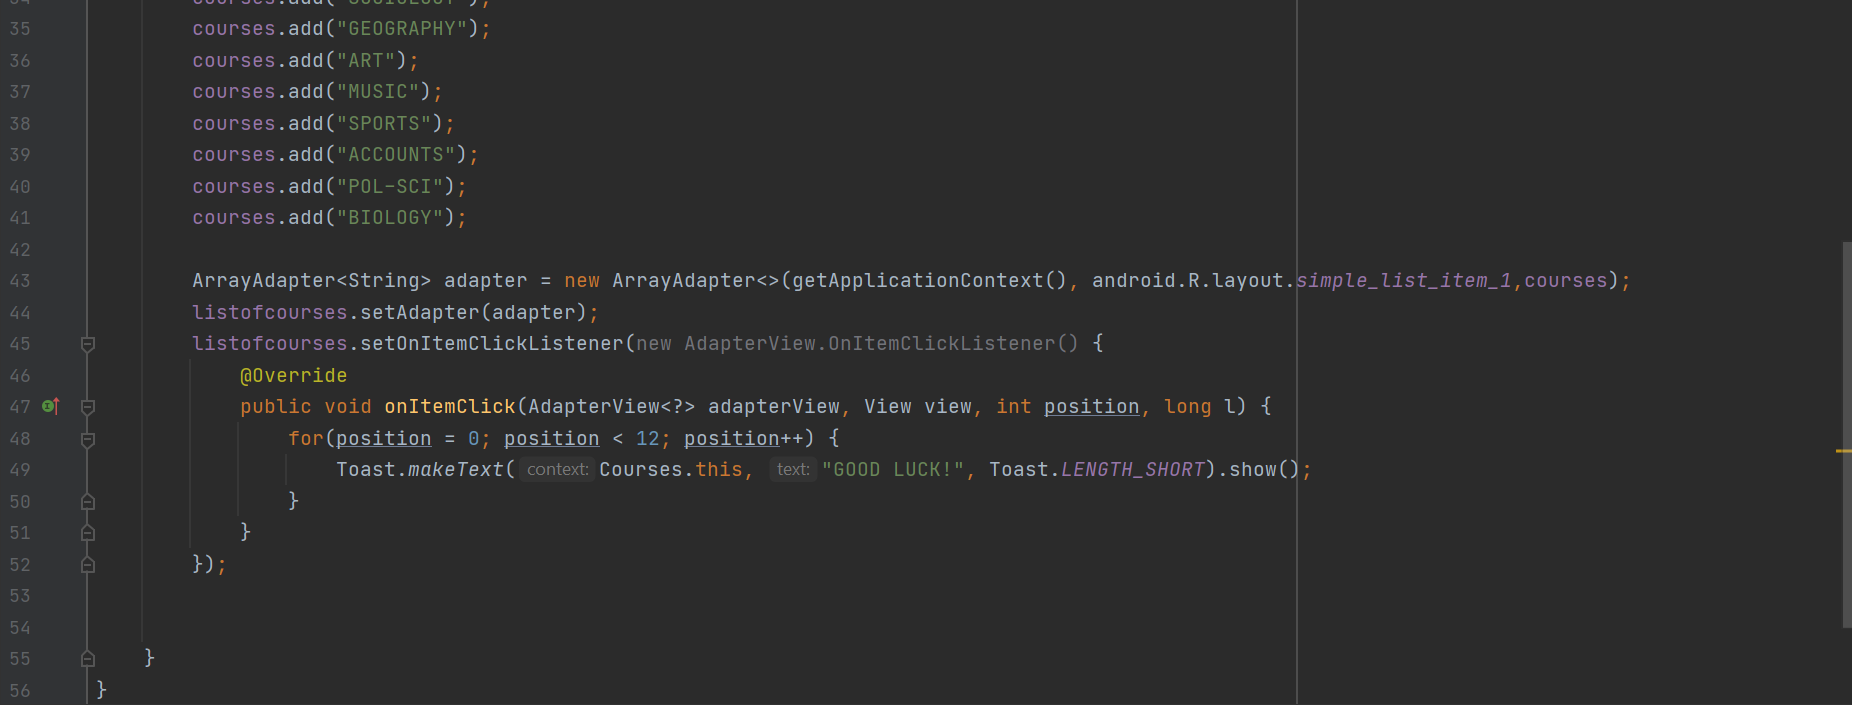 35 courses.add("GEOGRAPHY");
36 courses.add("ART");
37 courses.add("MUSIC");
38 courses.add("SPORTS");
39 courses.add("ACCOUNTS");
40 courses.add("POL-SCI");
41 courses.add("BIOLOGY");
42
43 ArrayAdapter<String> adapter = new ArrayAdapter<>(getApplicationContext(), android.R.layout.simple_list_item_1,courses);
44 listofcourses.setAdapter(adapter);
45 listofcourses.setOnItemClickListener(new AdapterView.OnItemClickListener() {
46 @Override
47 public void onItemClick(AdapterView<?> adapterView, View view, int position, long l) {
48 for(position = 0; position < 12; position++) {
49 Toast.makeText( context: Courses.this, text: "GOOD LUCK!", Toast.LENGTH_SHORT).show();
50 }
51 }
52 });
53
54
55 }
56 }